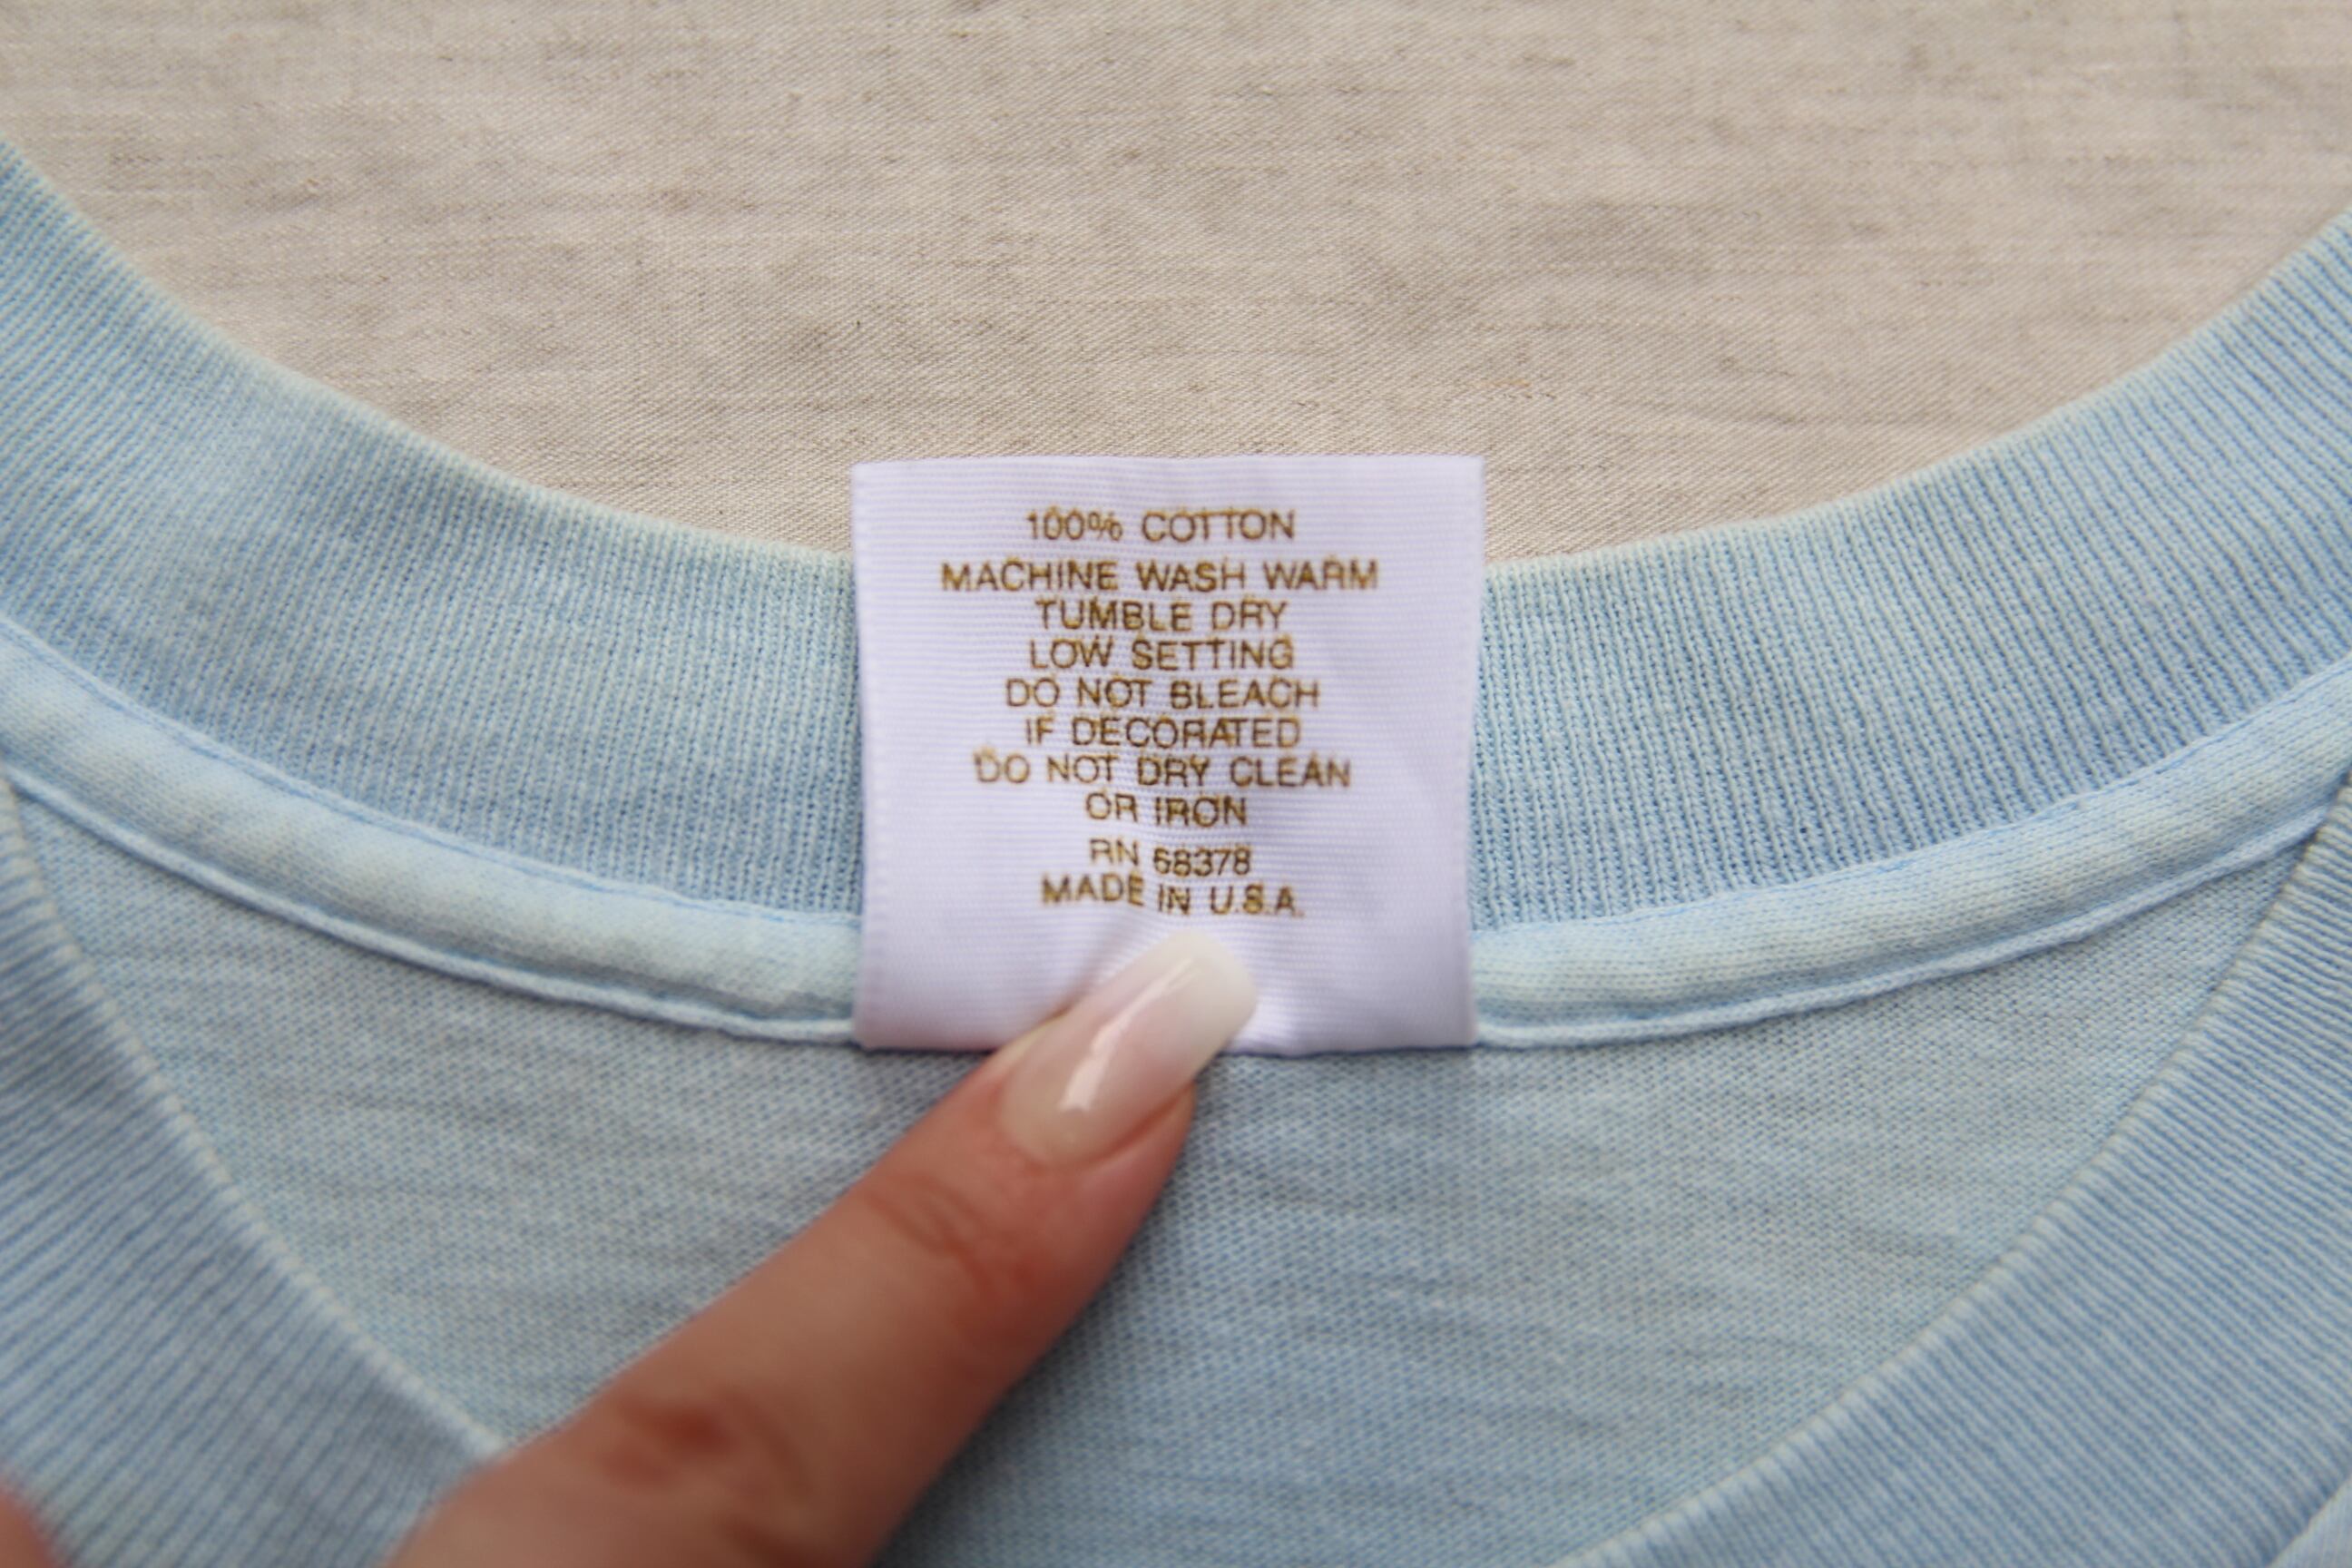 100% COTTON
MACHINE WASH WARM
TUMBLE DRY
LOW SETTING
DO NOT BLEACH
IF DECORATED
DO NOT DRY CLEAN
OR IRON
RN 68378
MADE IN U.S.A.